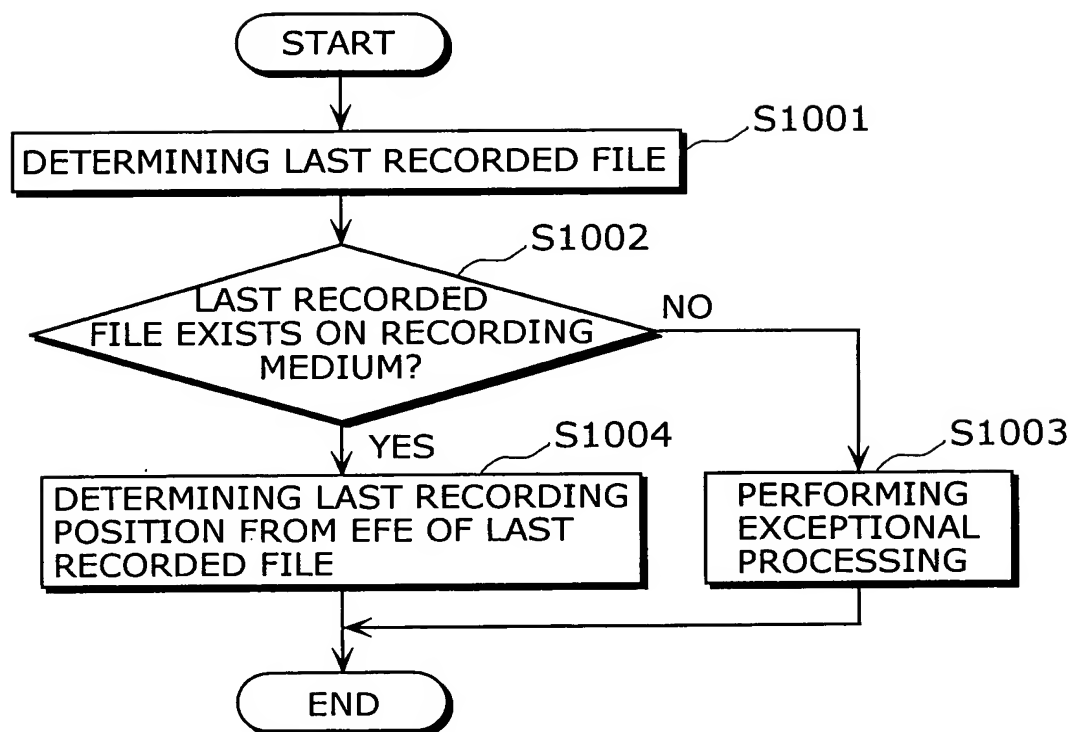 START
S1001
DETERMINING LAST RECORDED FILE
S1002
LAST RECORDED
FILE EXISTS ON RECORDING
MEDIUM?
NO
YES
S1004
DETERMINING LAST RECORDING
POSITION FROM EFE OF LAST
RECORDED FILE
S1003
PERFORMING
EXCEPTIONAL
PROCESSING
END